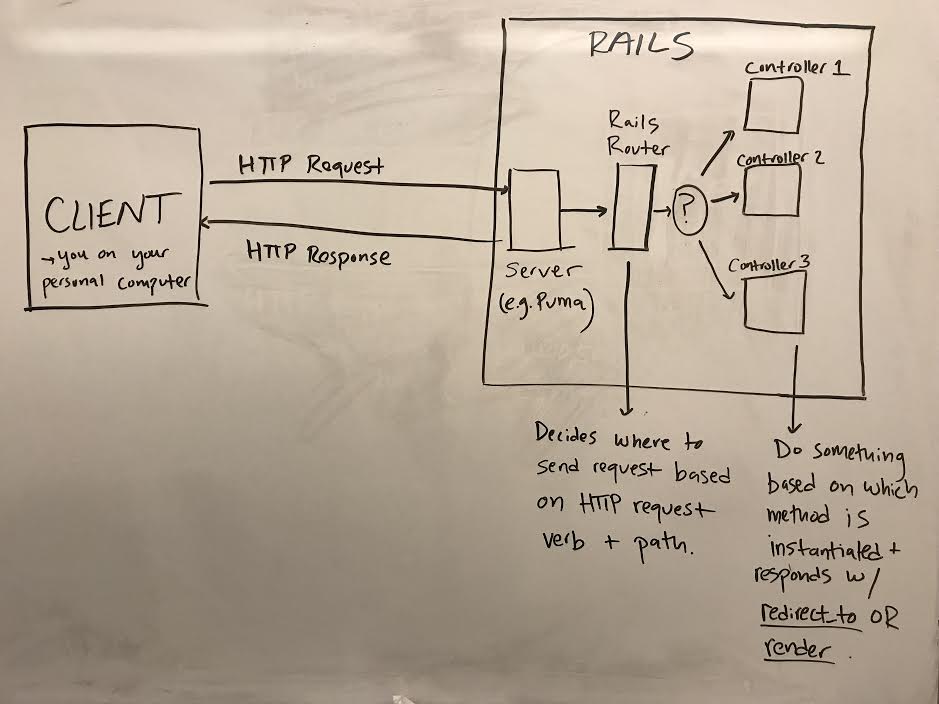 RAILS
Controller 1
Rails
Router
Controller 2
HTTP Request
CLIENT
→ you on your
personal computer
HTTP Response
Server
(e.g. Puma)
?
Controller 3
Decides where to
send request based
on HTTP request
verb + path.
Do something
based on which
method is
instantiated +
responds w/
redirect_to OR
render.